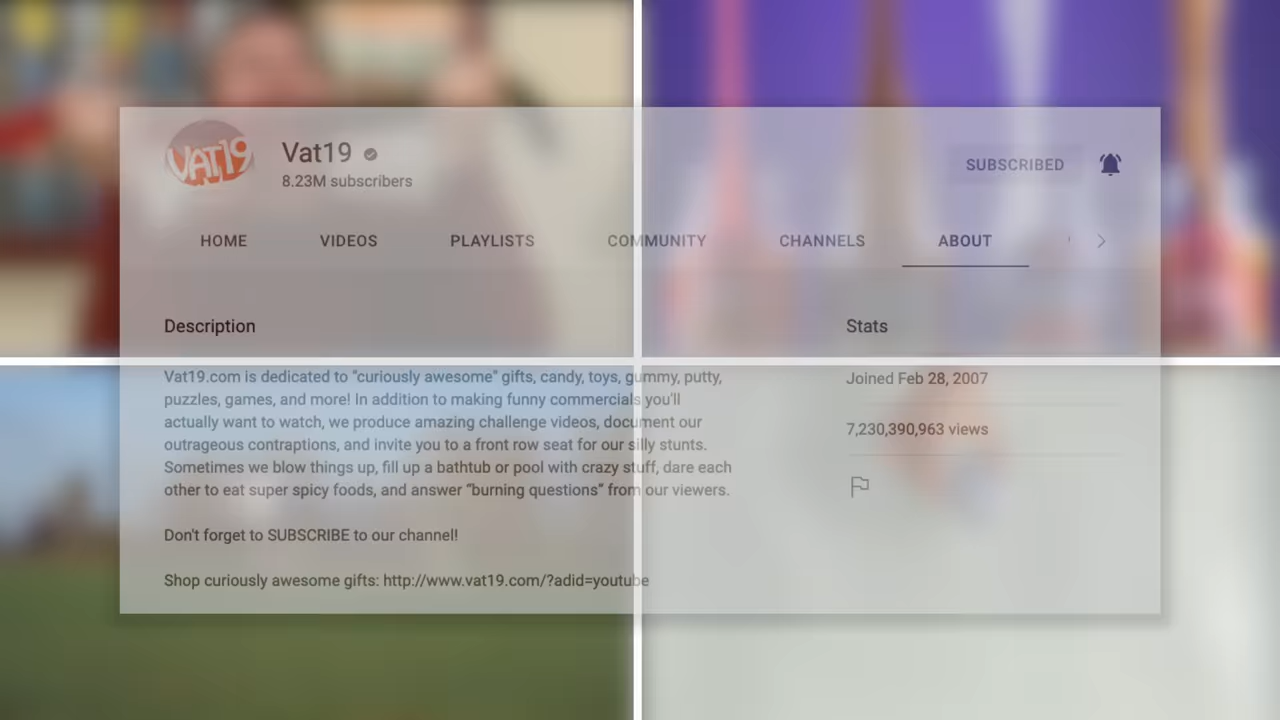 VAT19
Vat19
8.23M subscribers
SUBSCRIBED
HOME VIDEOS PLAYLISTS COMMUNITY CHANNELS ABOUT
Description
Stats
Vat19.com is dedicated to "curiously awesome" gifts, candy, toys, gummy, putty,
puzzles, games, and more! In addition to making funny commercials you'll
actually want to watch, we produce amazing challenge videos, document our
outrageous contraptions, and invite you to a front row seat for our silly stunts.
Sometimes we blow things up, fill up a bathtub or pool with crazy stuff, dare each
other to eat super spicy foods, and answer “burning questions” from our viewers.
Don't forget to SUBSCRIBE to our channel!
Shop curiously awesome gifts: http://www.vat19.com/?adid=youtube
Joined Feb 28, 2007
7,230,390,963 views